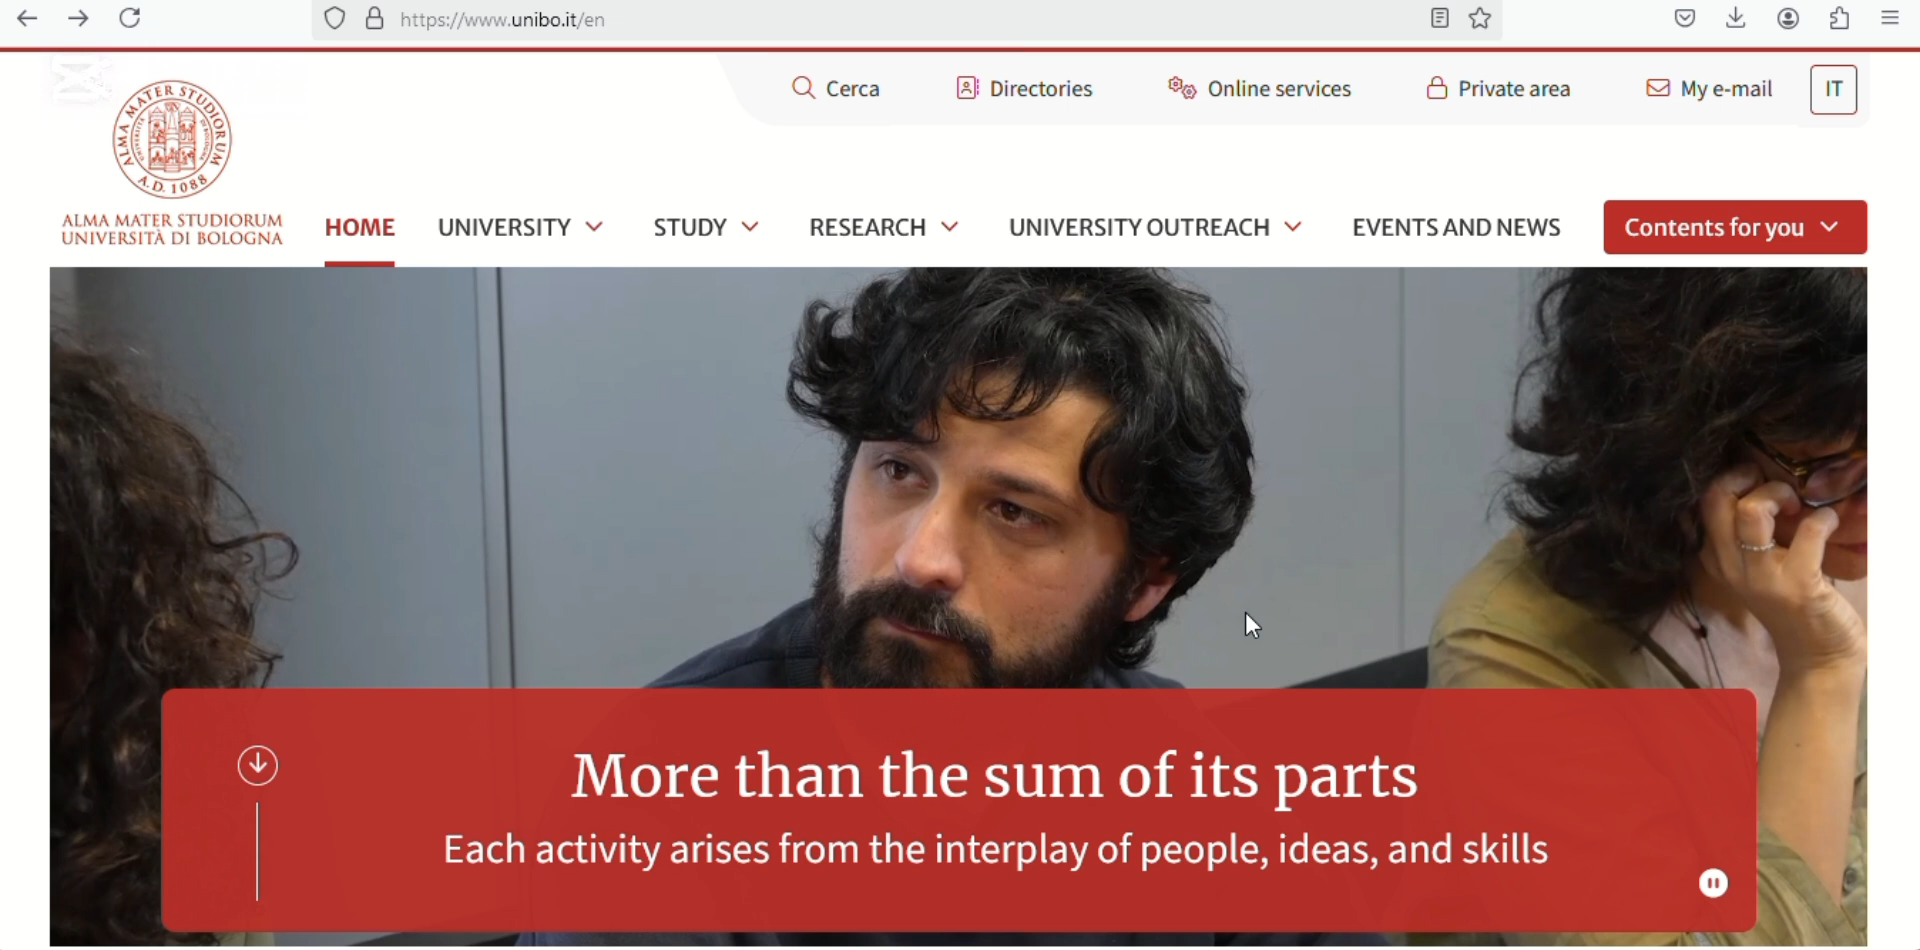 https://www.unibo.it/en
Cerca
Directories
Online services
Private area
My e-mail
IT
ALMA MATER STUDIORUM
A.D. 1088
ALMA MATER STUDIORUM
UNIVERSITÀ DI BOLOGNA
HOME
UNIVERSITY
STUDY
RESEARCH
UNIVERSITY OUTREACH
EVENTS AND NEWS
Contents for you
More than the sum of its parts
Each activity arises from the interplay of people, ideas, and skills